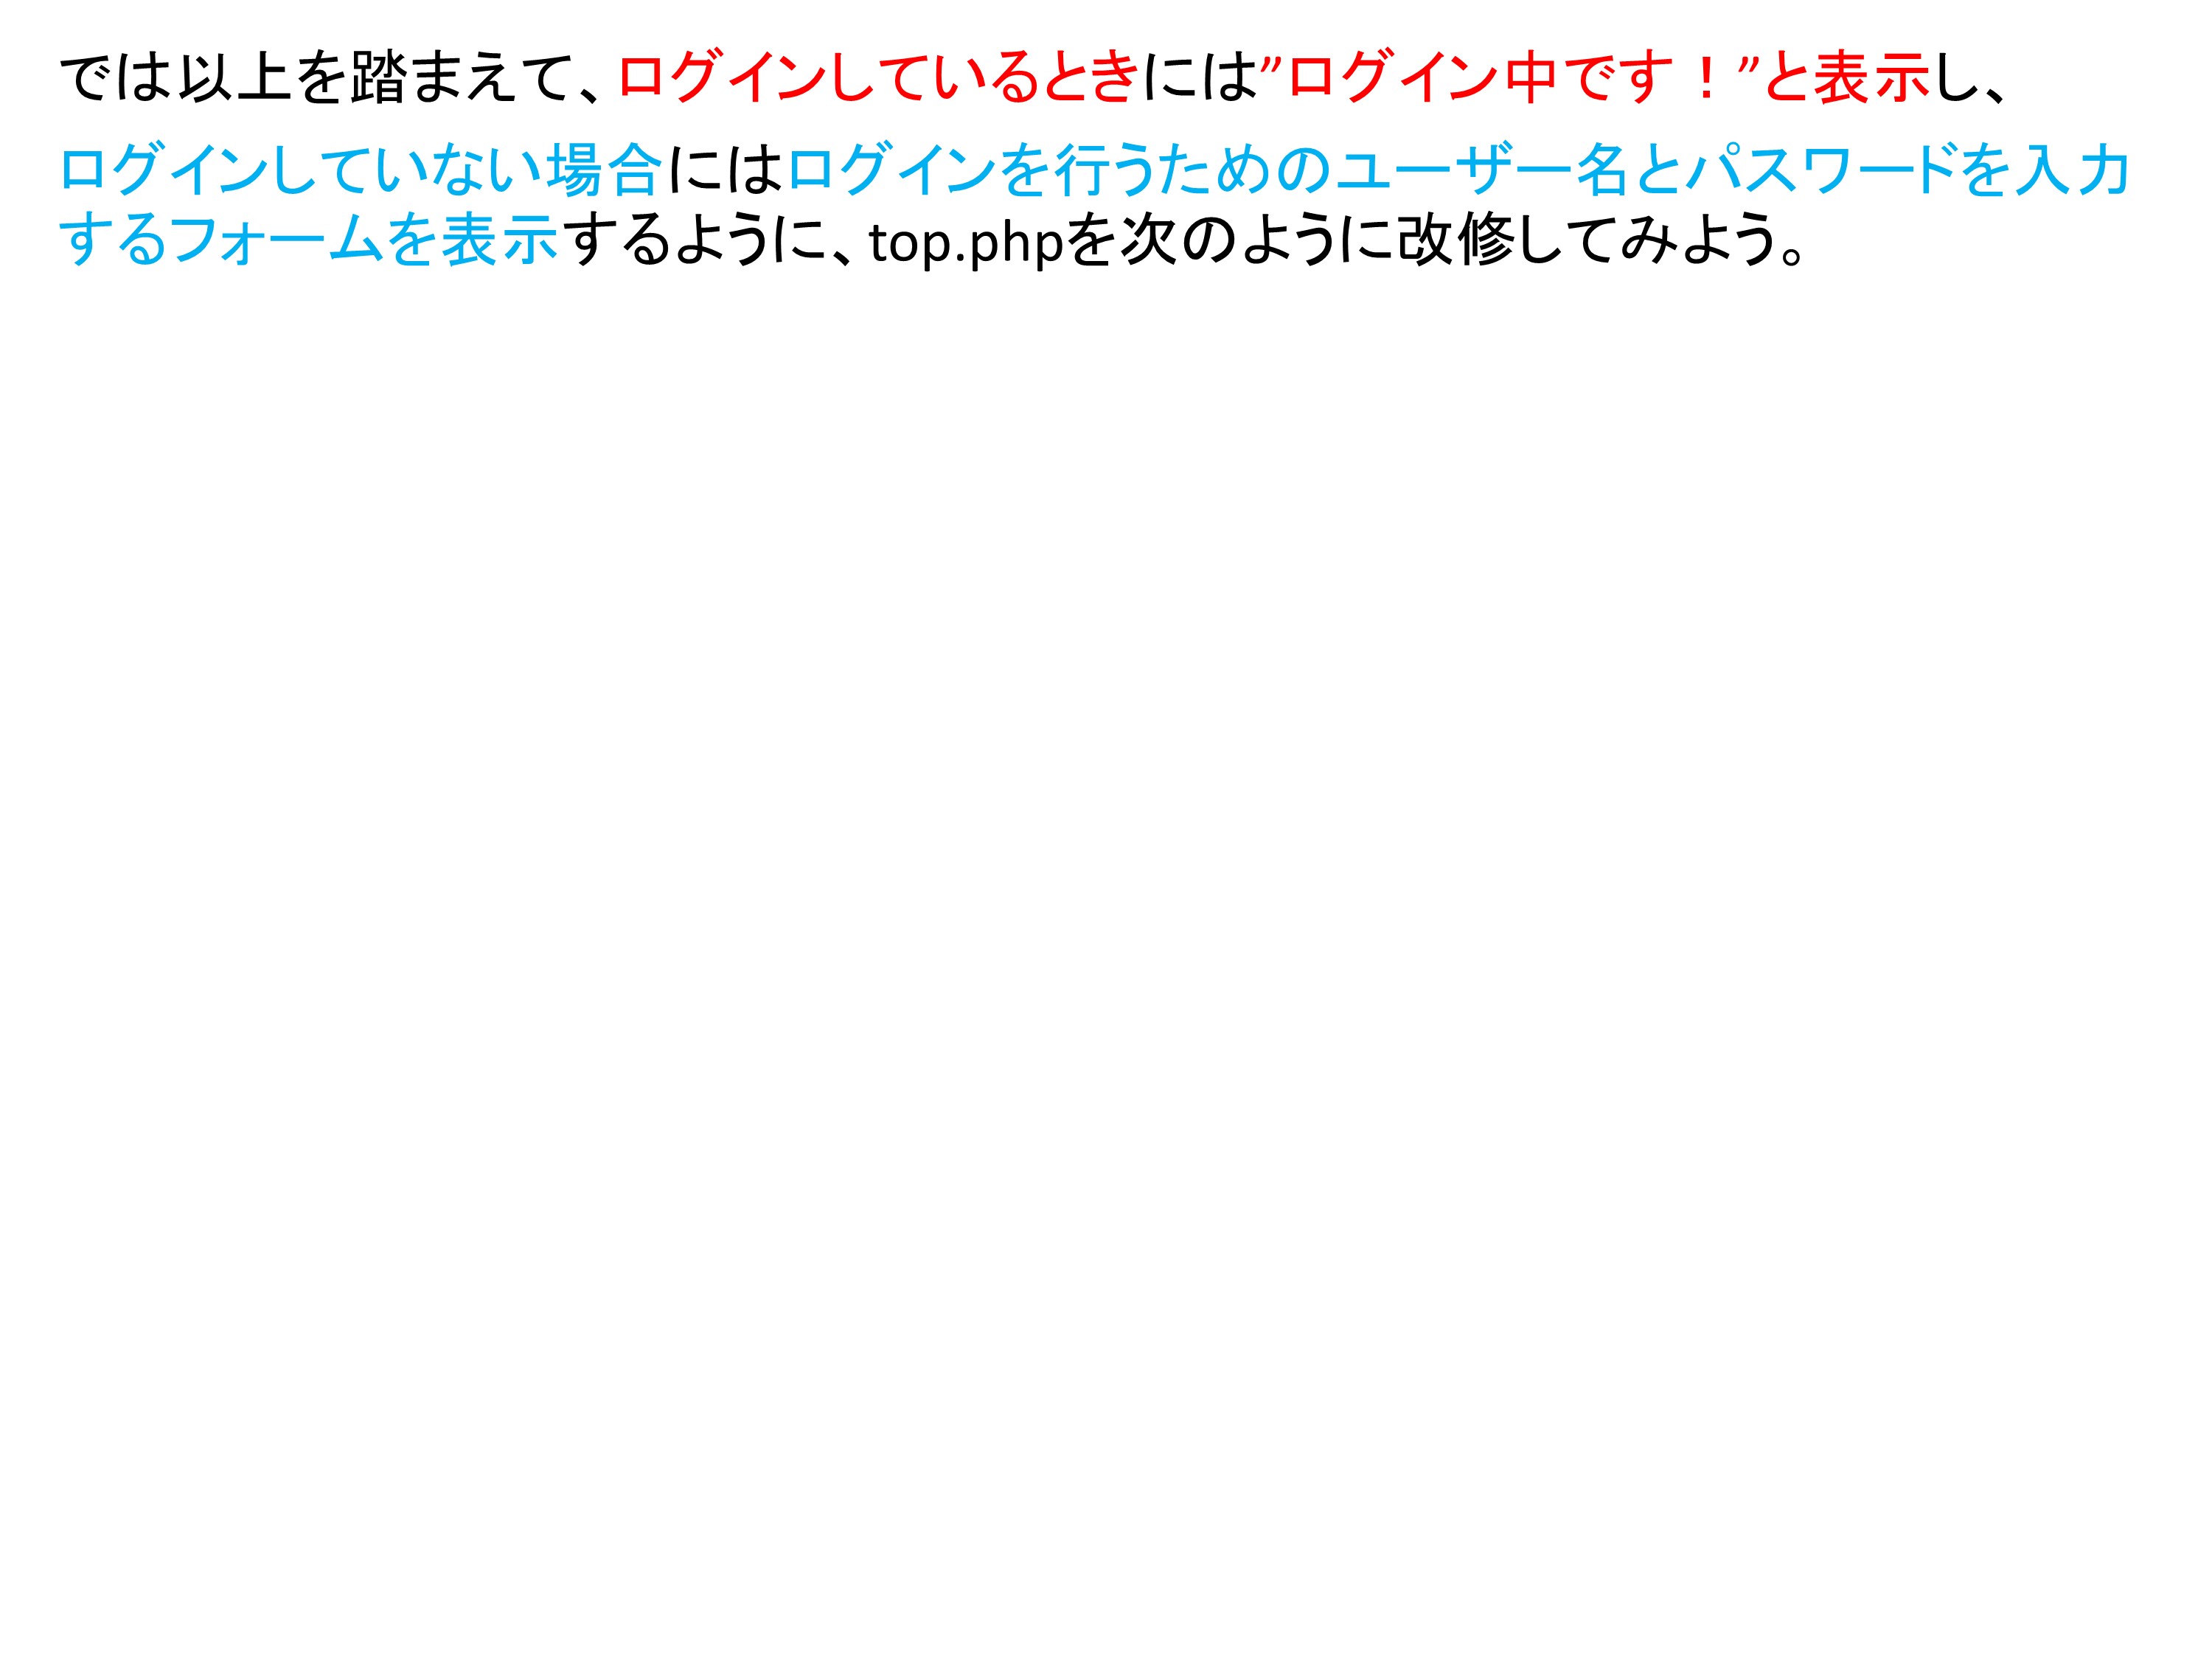 では以上を踏まえて、ログインしているときには”ログイン中です！”と表示し、
ログインしていない場合にはログインを行うためのユーザー名とパスワードを入力
するフォームを表示するように、top.phpを次のように改修してみよう。